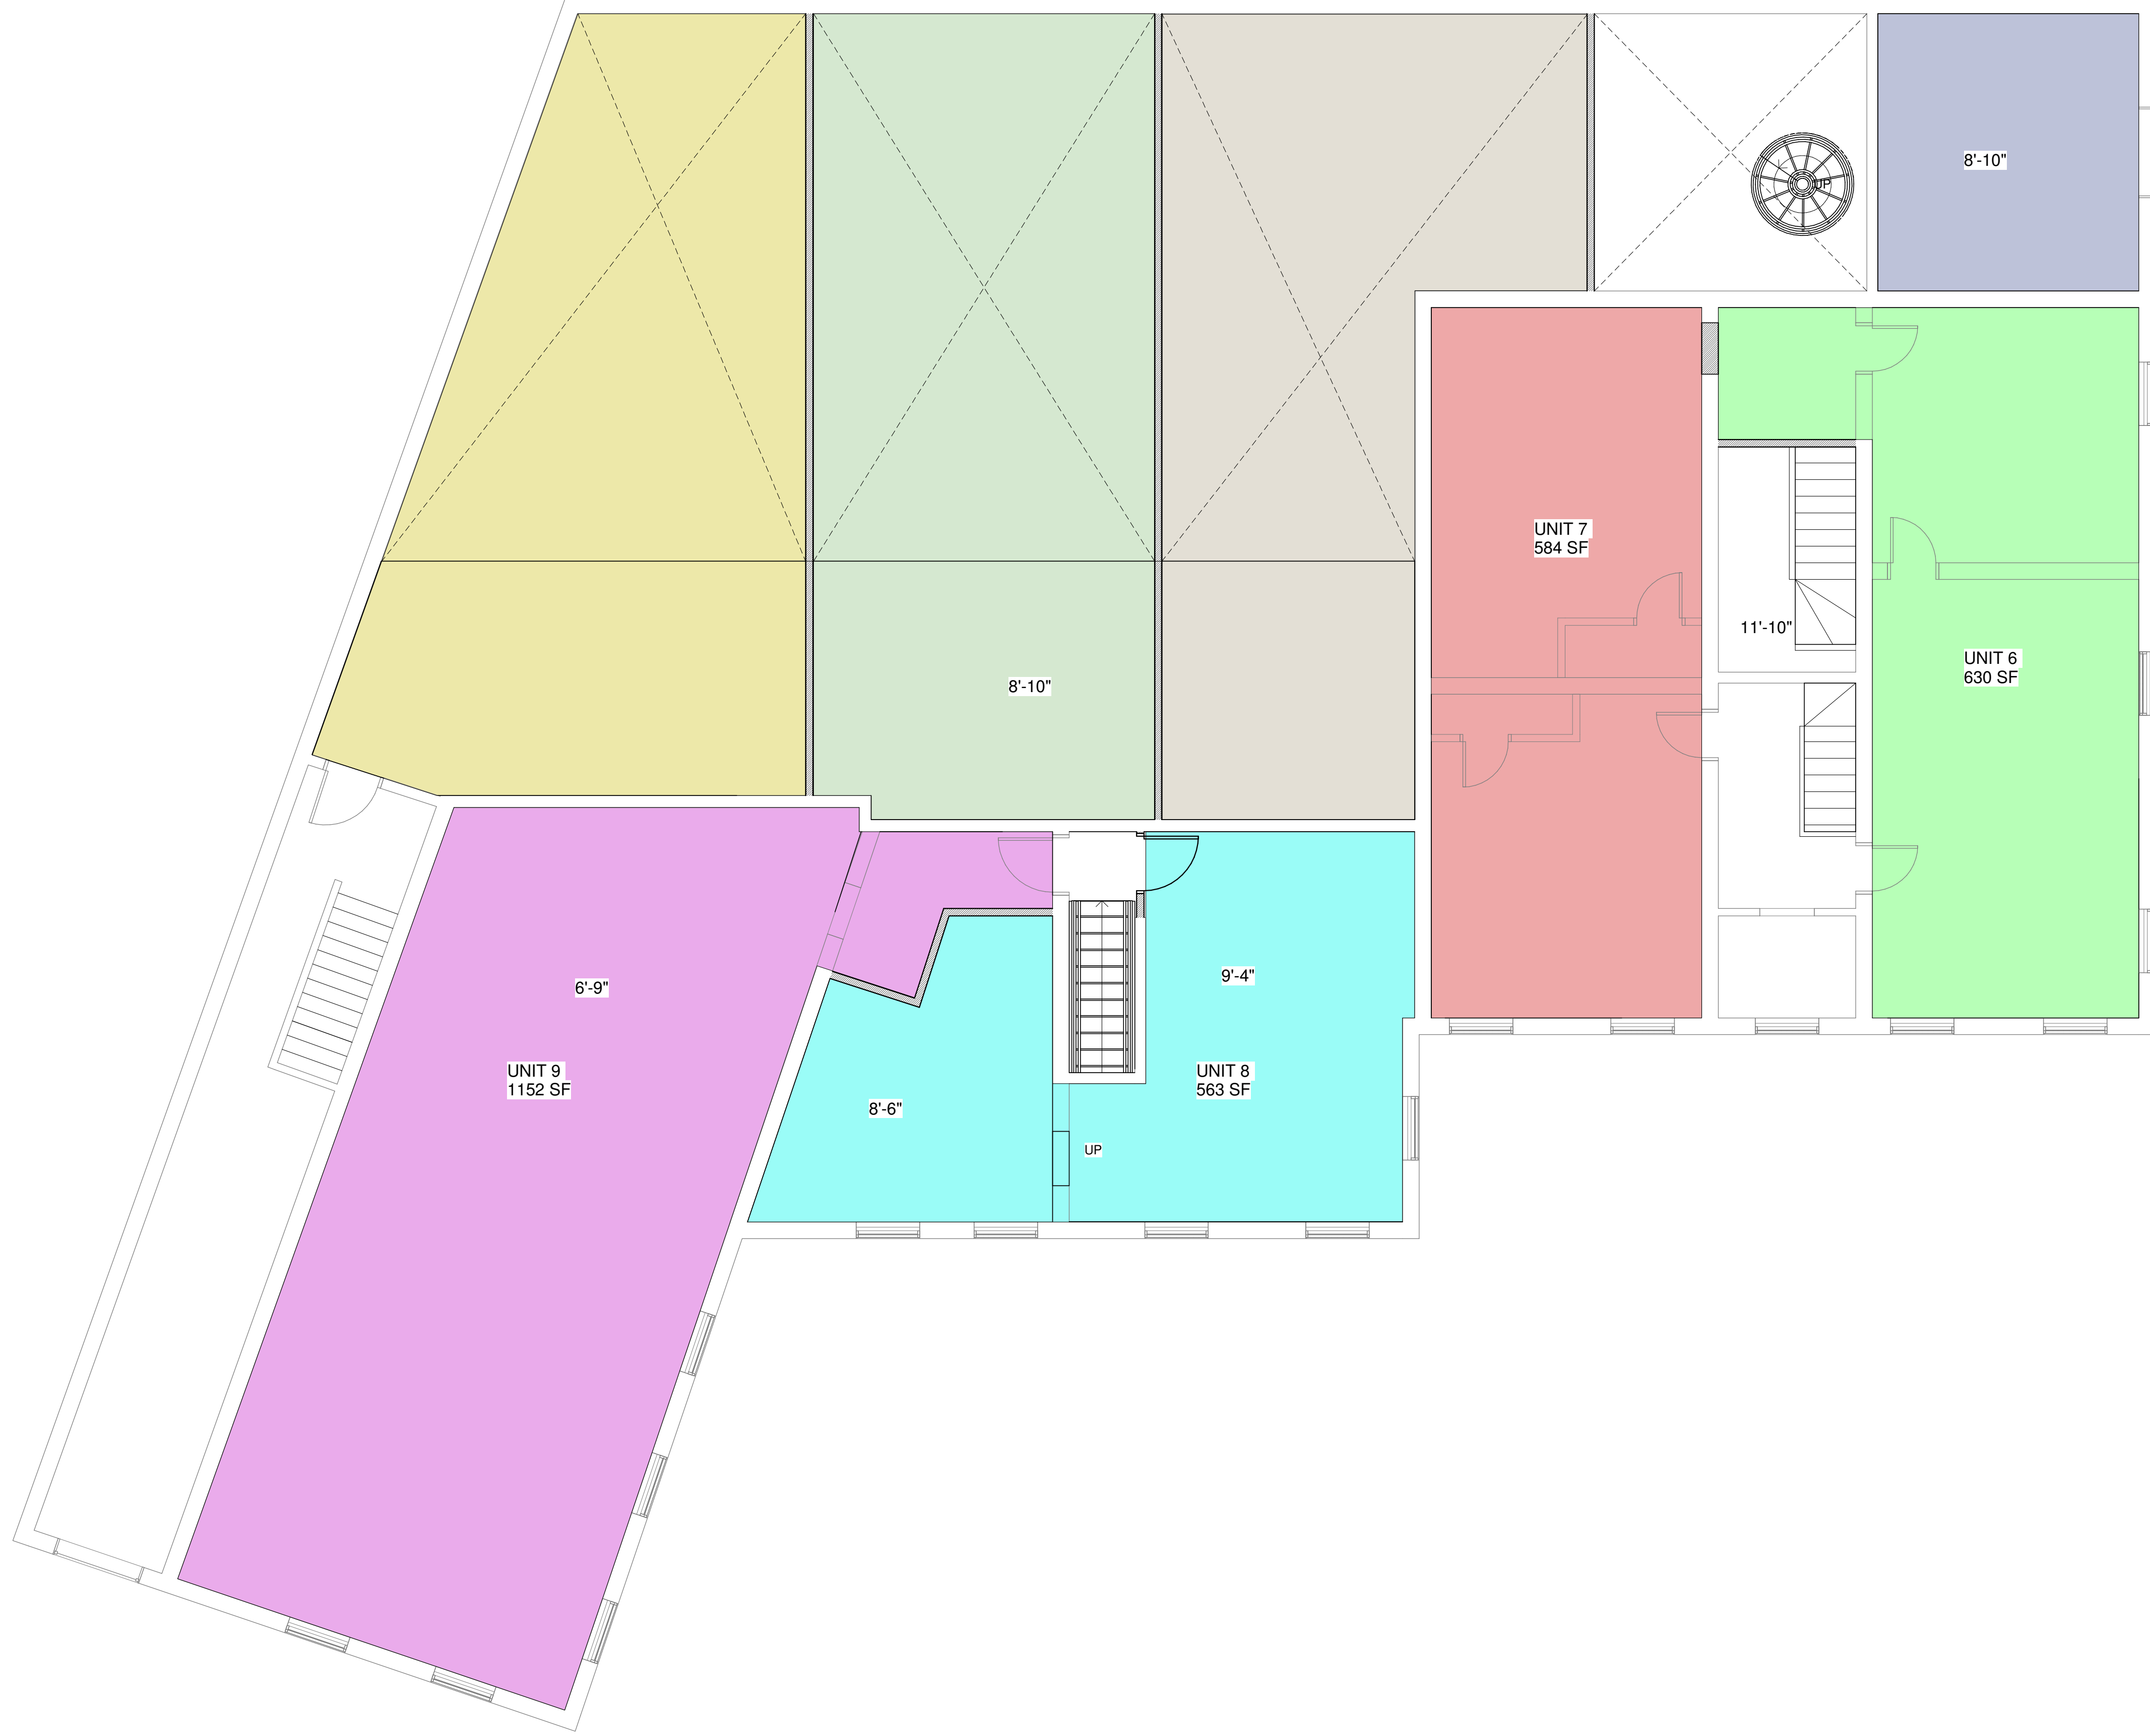 8'-10"
UP
UNIT 7
584 SF
11'-10"
UNIT 6
630 SF
8'-10"
9'-4"
6'-9"
UNIT 9
1152 SF
UNIT 8
563 SF
8'-6"
UP